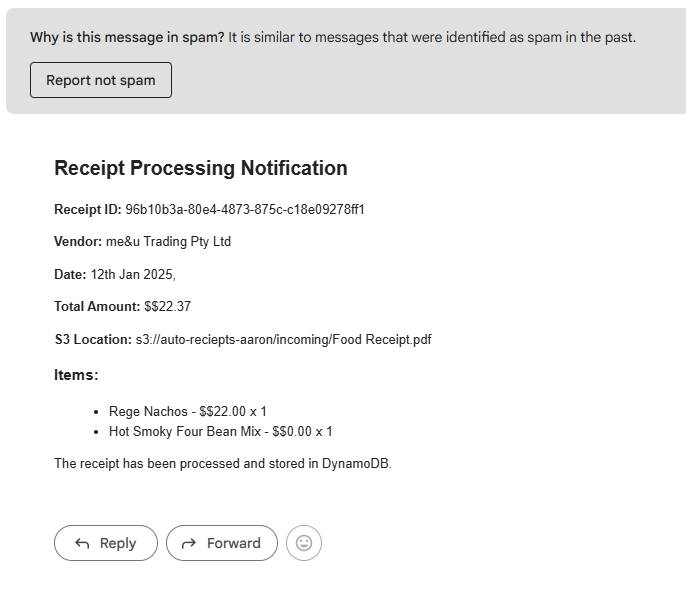 Why is this message in spam? It is similar to messages that were identified as spam in the past.
Report not spam
Receipt Processing Notification
Receipt ID: 96b10b3a-80e4-4873-875c-c18e09278ff1
Vendor: me&u Trading Pty Ltd
Date: 12th Jan 2025,
Total Amount: $$22.37
S3 Location: s3://auto-reciepts-aaron/incoming/Food Receipt.pdf
Items:
• Rege Nachos - $$22.00 x 1
• Hot Smoky Four Bean Mix - $$0.00 x 1
The receipt has been processed and stored in DynamoDB.
Reply Forward